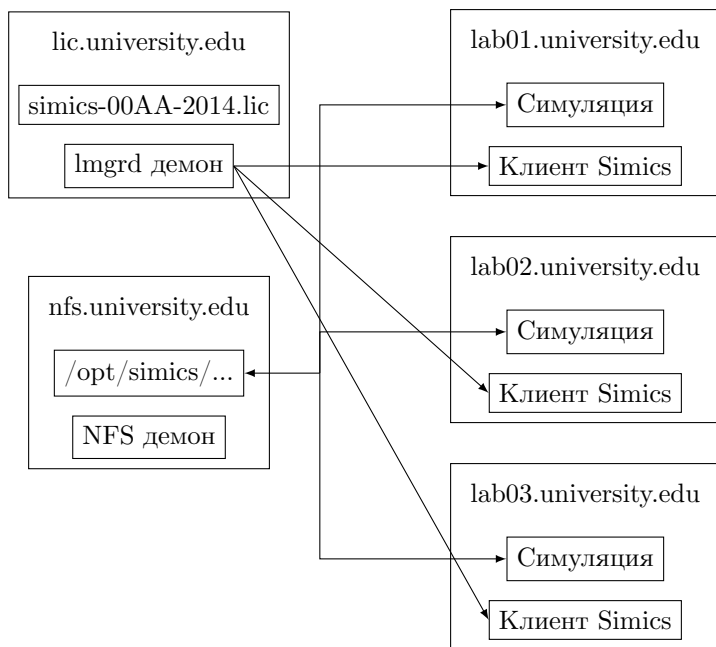 lic.university.edu
simics-00AA-2014.lic
lmgrd демон
nfs.university.edu
/opt/simics/...
NFS демон
lab01.university.edu
Симуляция
Клиент Simics
lab02.university.edu
Симуляция
Клиент Simics
lab03.university.edu
Симуляция
Клиент Simics